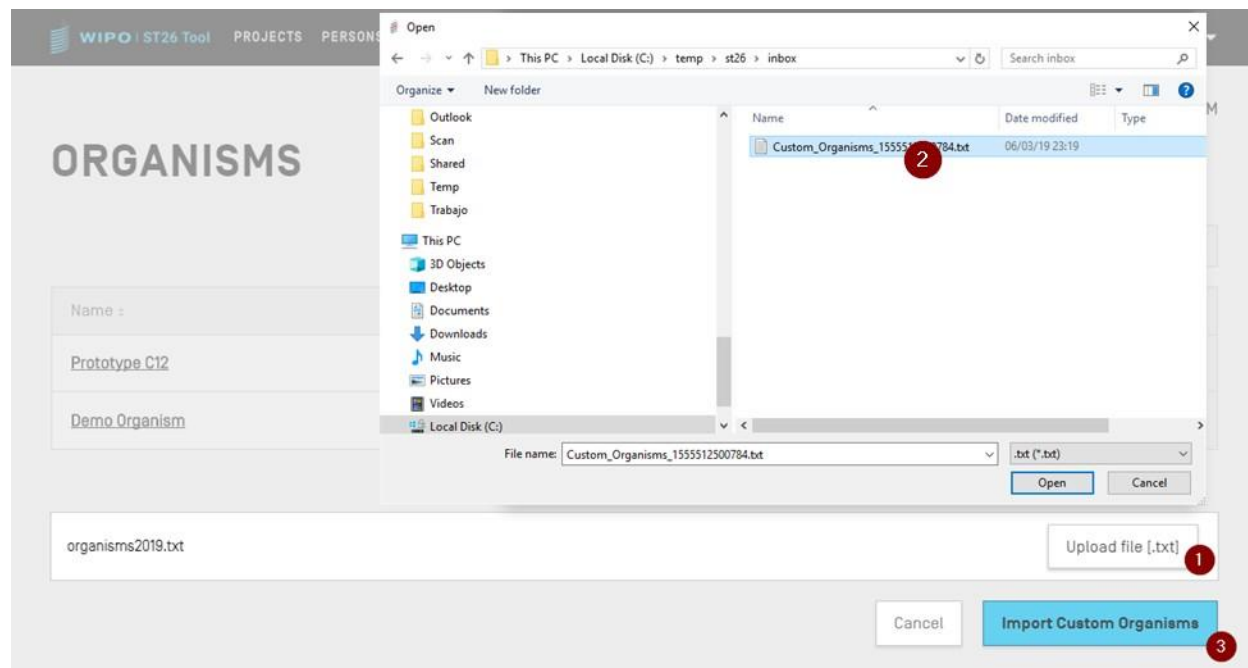 WIPO | ST26 Tool PROJECTS PERSONS
Open
This PC > Local Disk (C:) > temp > st26 > inbox
Search inbox
Organize New folder
Outlook
Scan
Shared
Temp
Trabajo
This PC
3D Objects
Desktop
Documents
Downloads
Music
Pictures
Videos
Local Disk (C:)
Name Date modified Type
Custom_Organisms_15555 784.txt 06/03/19 23:19
2
File name: Custom_Organisms_1555512500784.txt .txt (*.txt)
Open Cancel
M
ORGANISMS
Name :
Prototype C12
Demo Organism
organisms2019.txt Upload file [.txt]
1
Cancel Import Custom Organisms
3